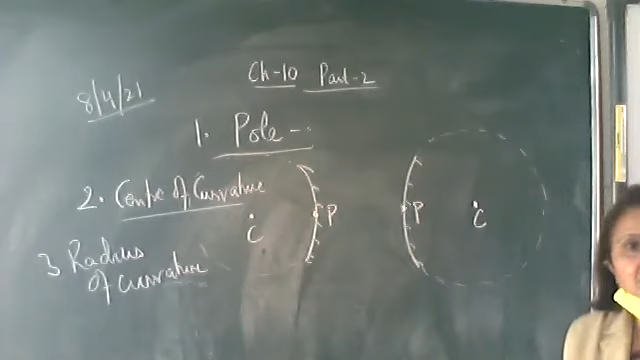 Ch-10 Part-2
8/4/21
1. Pole -
2. Centre of Curvature
3 Radius
of curvature
P
C
P
C